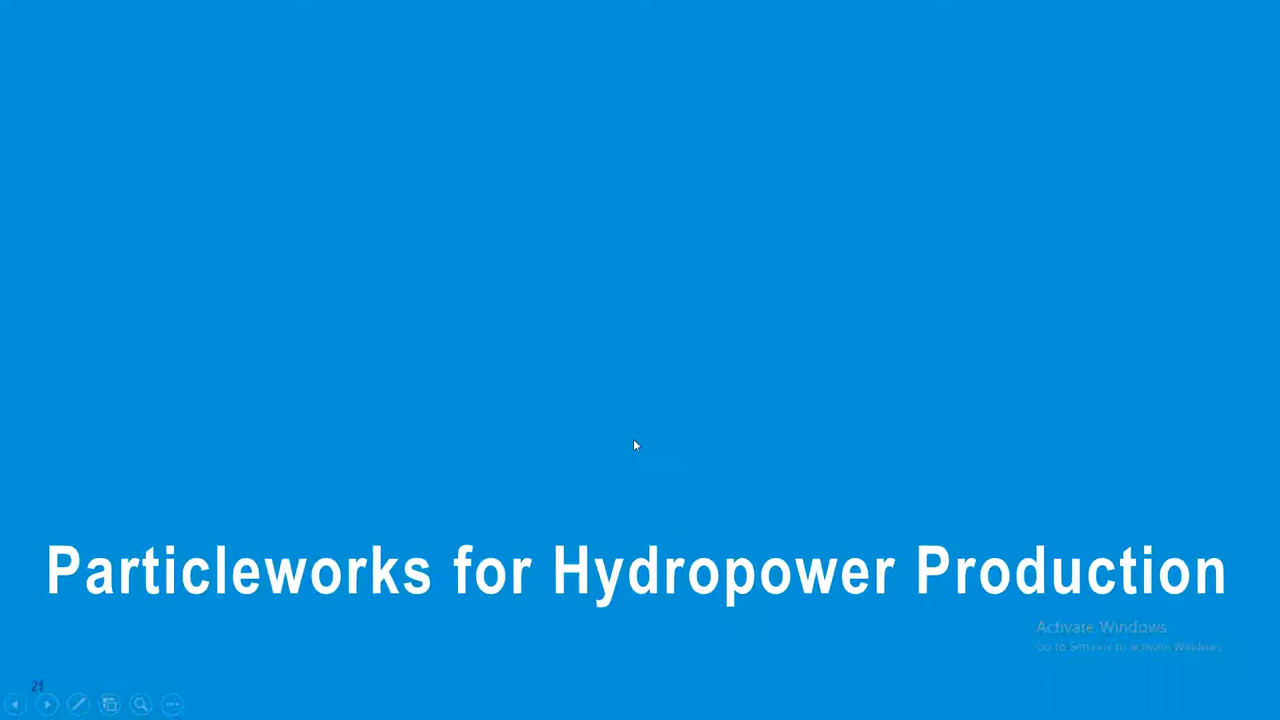 Particleworks for Hydropower Production
Activate Windows
Go to Settings to activate Windows.
21